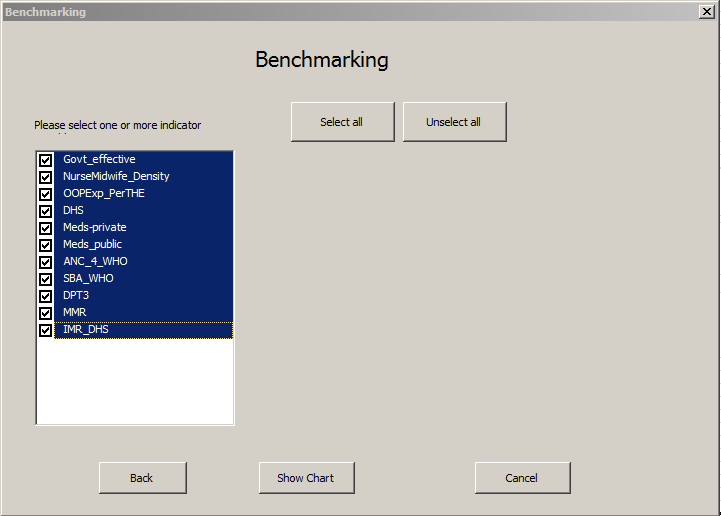 Benchmarking
Benchmarking
Please select one or more indicator
Select all
Unselect all
Govt_effective
NurseMidwife_Density
OOPExp_PerTHE
DHS
Meds-private
Meds_public
ANC_4_WHO
SBA_WHO
DPT3
MMR
IMR_DHS
Back
Show Chart
Cancel